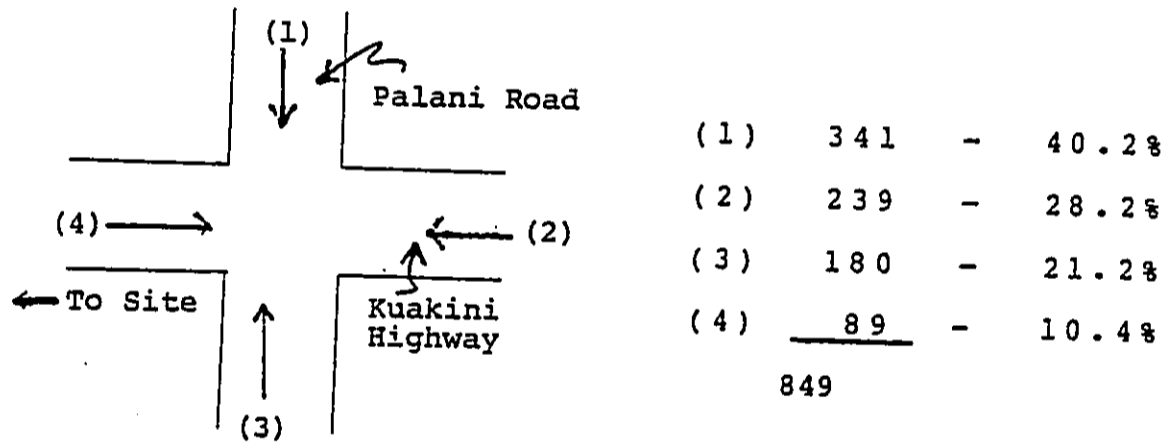 (1)
Palani Road
(4)
(2)
To Site
Kuakini
Highway
(3)
(1) 341 - 40.2%
(2) 239 - 28.2%
(3) 180 - 21.2%
(4) 89 - 10.4%
849